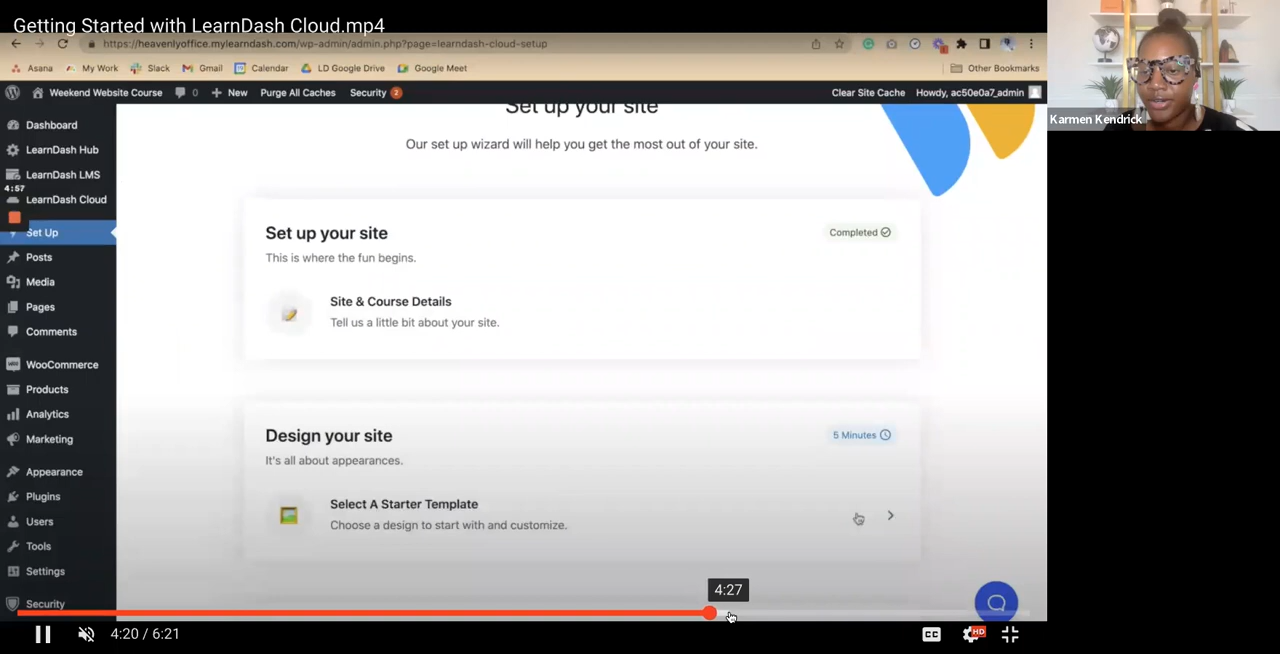 Getting Started with LearnDash Cloud.mp4
https://heavenlyoffice.mylearndash.com/wp-admin/admin.php?page=learndash-cloud-setup
Asana My Work Slack Gmail Calendar LD Google Drive Google Meet Other Bookmarks
Weekend Website Course 0 + New Purge All Caches Security 2 Clear Site Cache Howdy, ac50e0a7_admin
Karmen Kendrick
Dashboard
LearnDash Hub
LearnDash LMS
4:57
LearnDash Cloud
Set Up
Posts
Media
Pages
Comments
WooCommerce
Products
Analytics
Marketing
Appearance
Plugins
Users
Tools
Settings
Security
Set up your site
Our set up wizard will help you get the most out of your site.
Set up your site Completed
This is where the fun begins.
Site & Course Details
Tell us a little bit about your site.
Design your site 5 Minutes
It's all about appearances.
Select A Starter Template
Choose a design to start with and customize.
4:27
4:20 / 6:21 CC HD